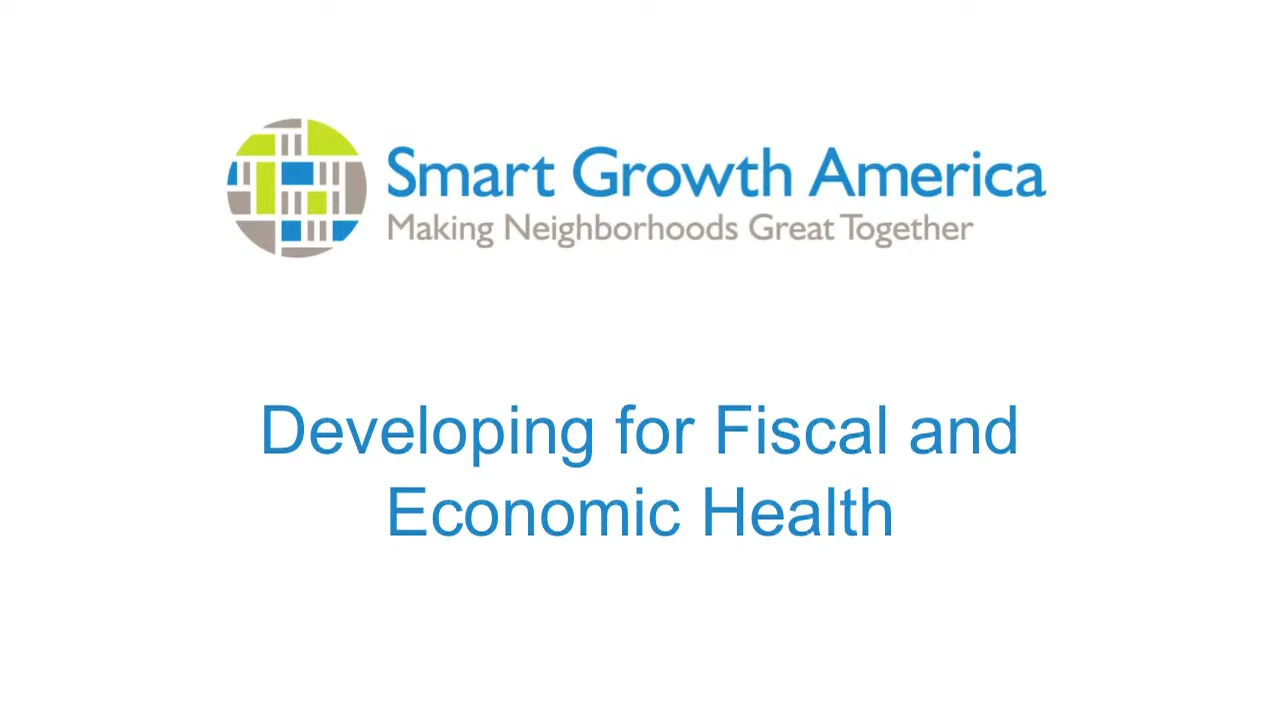 Smart Growth America
Making Neighborhoods Great Together
Developing for Fiscal and
Economic Health